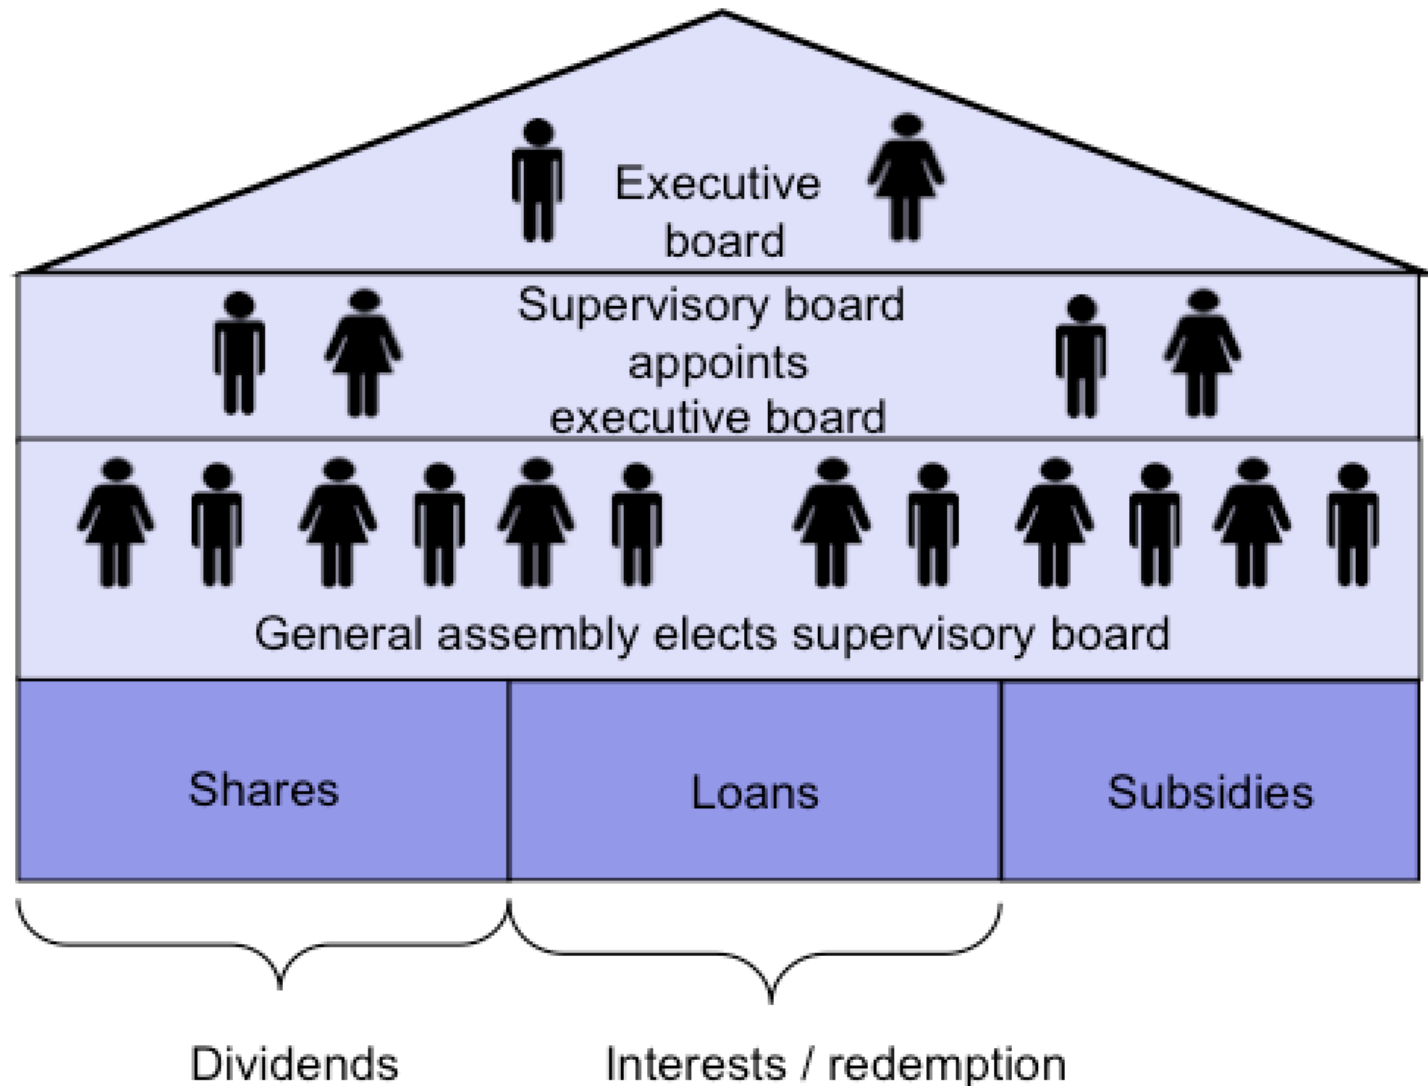 Executive
board
Supervisory board
appoints
executive board
General assembly elects supervisory board
Shares
Loans
Subsidies
Dividends
Interests / redemption